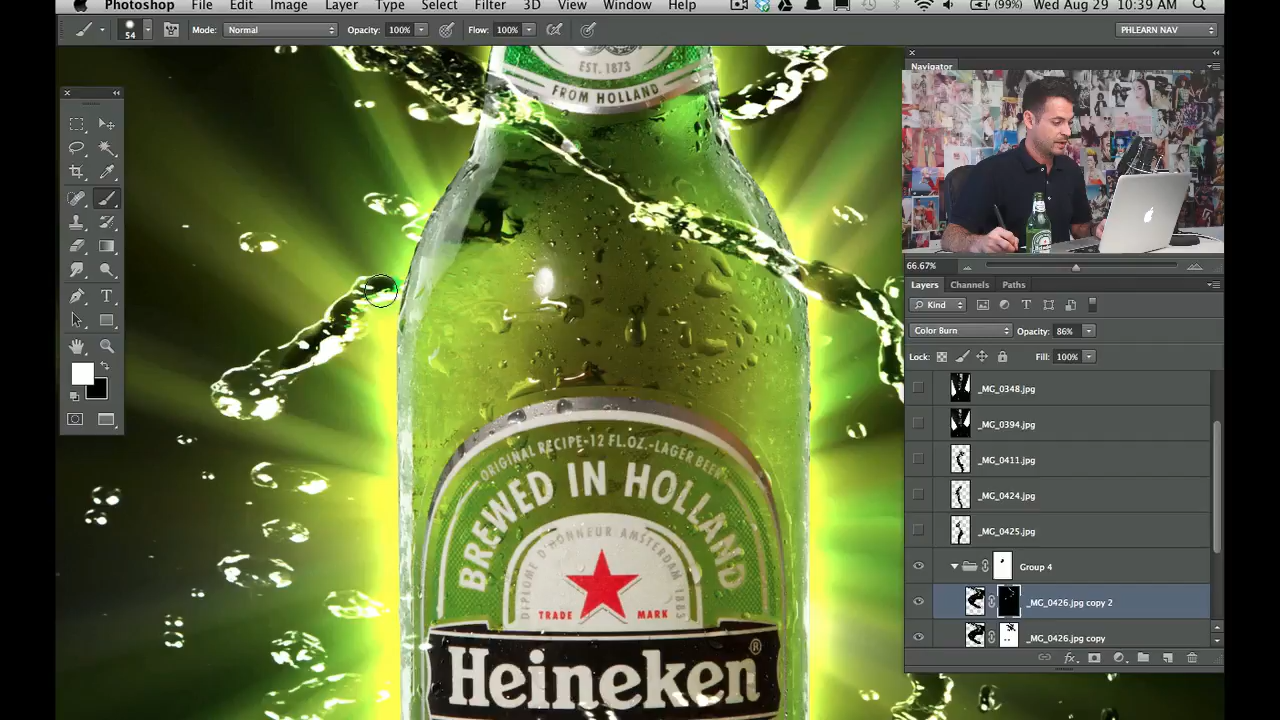 Photoshop File Edit Image Layer Type Select Filter 3D View Window Help (99%) Wed Aug 29 10:39 AM
54 Mode: Normal Opacity: 100% Flow: 100% PHLEARN NAV
Navigator
EST. 1873
FROM HOLLAND
66.67%
Layers Channels Paths
Kind
Color Burn Opacity: 86%
Lock: Fill: 100%
_MG_0348.jpg
_MG_0394.jpg
_MG_0411.jpg
_MG_0424.jpg
_MG_0425.jpg
Group 4
_MG_0426.jpg copy 2
_MG_0426.jpg copy
ORIGINAL RECIPE-12 FL.OZ.-LAGER BEER
BREWED IN HOLLAND
DIPLOME D'HONNEUR AMSTERDAM 1883
TRADE MARK
Heineken®